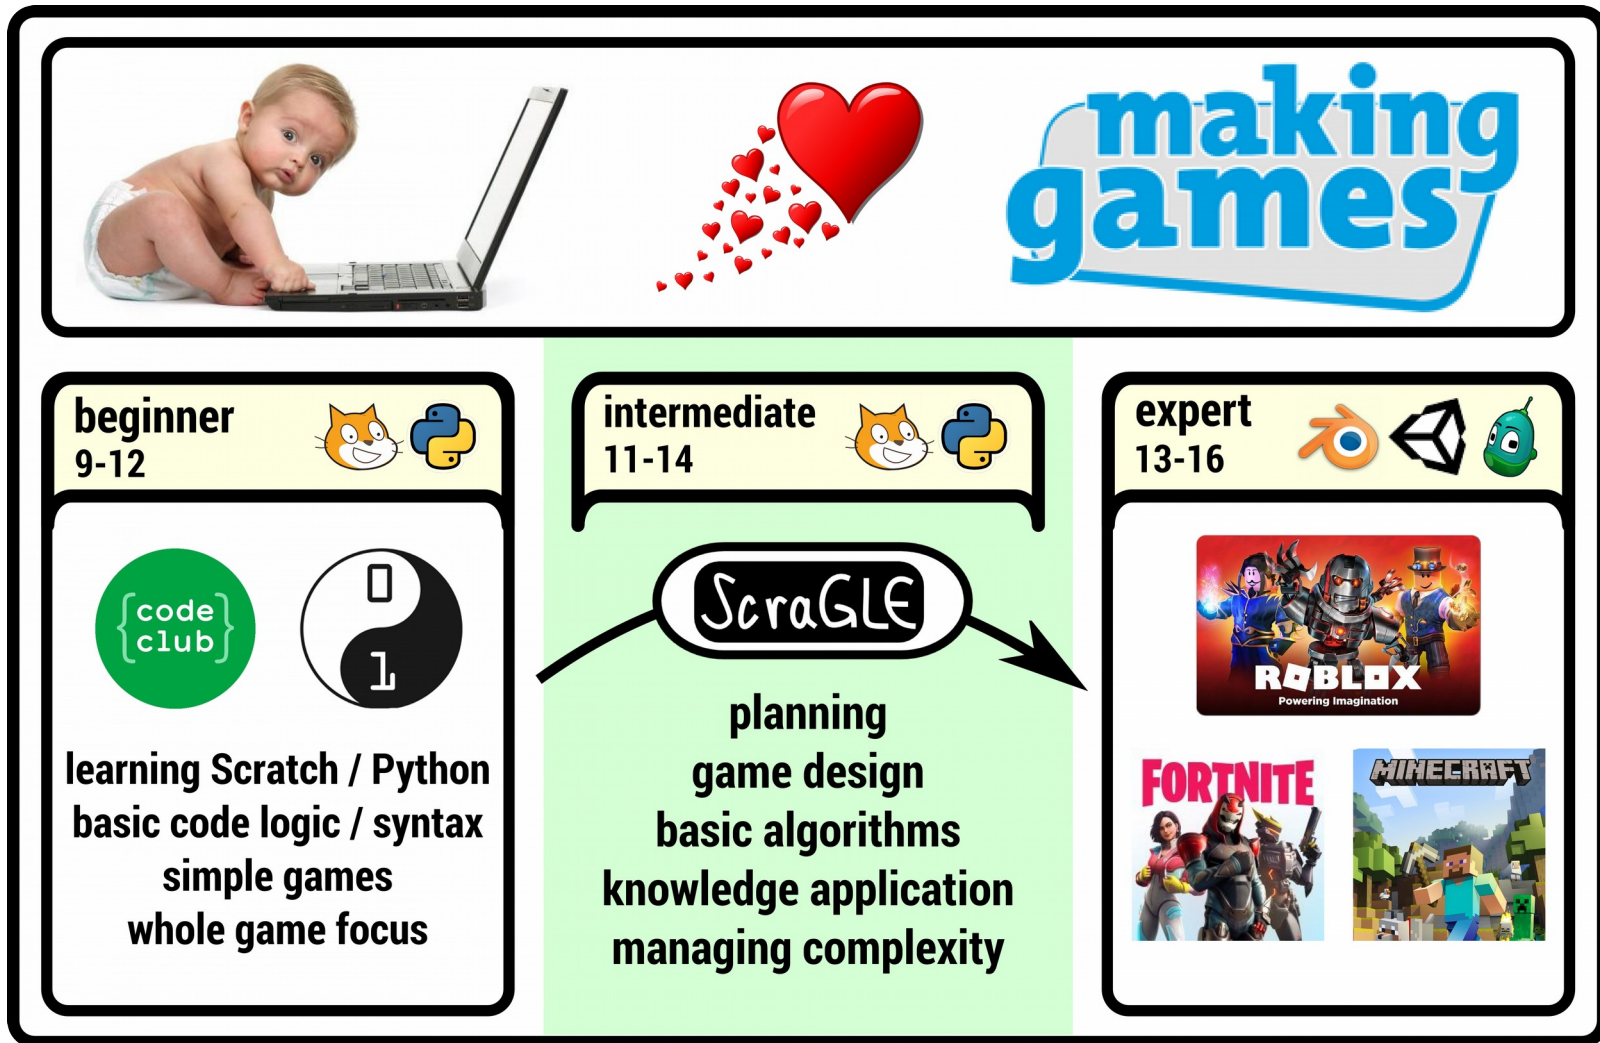 making
games
beginner
9-12
intermediate
11-14
expert
13-16
{code
club}
0
1
learning Scratch / Python
basic code logic / syntax
simple games
whole game focus
ScraGLE
planning
game design
basic algorithms
knowledge application
managing complexity
ROBLOX
Powering Imagination
FORTNITE
MINECRAFT